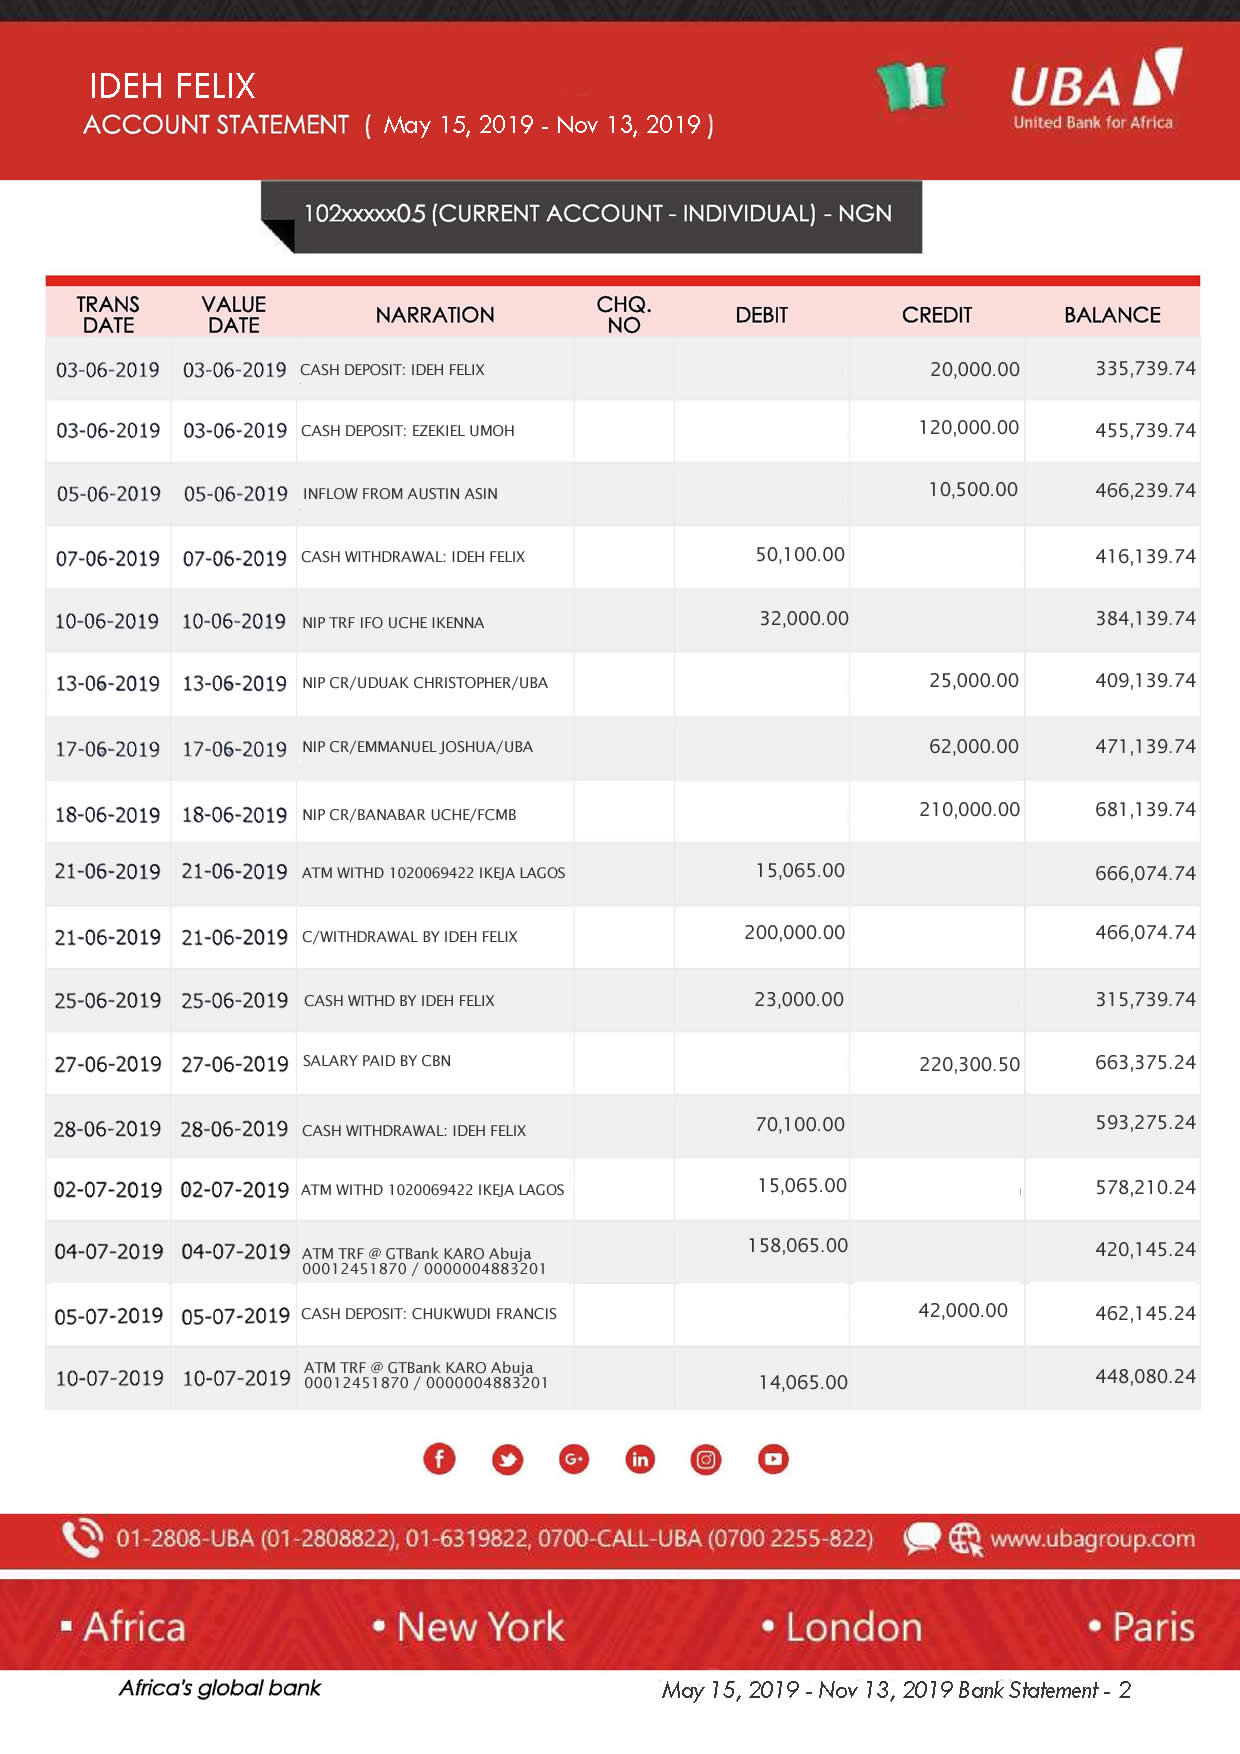 IDEH FELIX
ACCOUNT STATEMENT ( May 15, 2019 - Nov 13, 2019 )
UBA
United Bank for Africa
102xxxxx05 (CURRENT ACCOUNT - INDIVIDUAL) - NGN
TRANS DATE VALUE DATE NARRATION CHQ. NO DEBIT CREDIT BALANCE
03-06-2019 03-06-2019 CASH DEPOSIT: IDEH FELIX 20,000.00 335,739.74
03-06-2019 03-06-2019 CASH DEPOSIT: EZEKIEL UMOH 120,000.00 455,739.74
05-06-2019 05-06-2019 INFLOW FROM AUSTIN ASIN 10,500.00 466,239.74
07-06-2019 07-06-2019 CASH WITHDRAWAL: IDEH FELIX 50,100.00 416,139.74
10-06-2019 10-06-2019 NIP TRF IFO UCHE IKENNA 32,000.00 384,139.74
13-06-2019 13-06-2019 NIP CR/UDUAK CHRISTOPHER/UBA 25,000.00 409,139.74
17-06-2019 17-06-2019 NIP CR/EMMANUEL JOSHUA/UBA 62,000.00 471,139.74
18-06-2019 18-06-2019 NIP CR/BANABAR UCHE/FCMB 210,000.00 681,139.74
21-06-2019 21-06-2019 ATM WITHD 1020069422 IKEJA LAGOS 15,065.00 666,074.74
21-06-2019 21-06-2019 C/WITHDRAWAL BY IDEH FELIX 200,000.00 466,074.74
25-06-2019 25-06-2019 CASH WITHD BY IDEH FELIX 23,000.00 315,739.74
27-06-2019 27-06-2019 SALARY PAID BY CBN 220,300.50 663,375.24
28-06-2019 28-06-2019 CASH WITHDRAWAL: IDEH FELIX 70,100.00 593,275.24
02-07-2019 02-07-2019 ATM WITHD 1020069422 IKEJA LAGOS 15,065.00 578,210.24
04-07-2019 04-07-2019 ATM TRF @ GTBank KARO Abuja 158,065.00 420,145.24
00012451870 / 0000004883201
05-07-2019 05-07-2019 CASH DEPOSIT: CHUKWUDI FRANCIS 42,000.00 462,145.24
10-07-2019 10-07-2019 ATM TRF @ GTBank KARO Abuja 14,065.00 448,080.24
00012451870 / 0000004883201
01-2808-UBA (01-2808822), 01-6319822, 0700-CALL-UBA (0700 2255-822) www.ubagroup.com
▪ Africa • New York • London • Paris
Africa's global bank May 15, 2019 - Nov 13, 2019 Bank Statement - 2